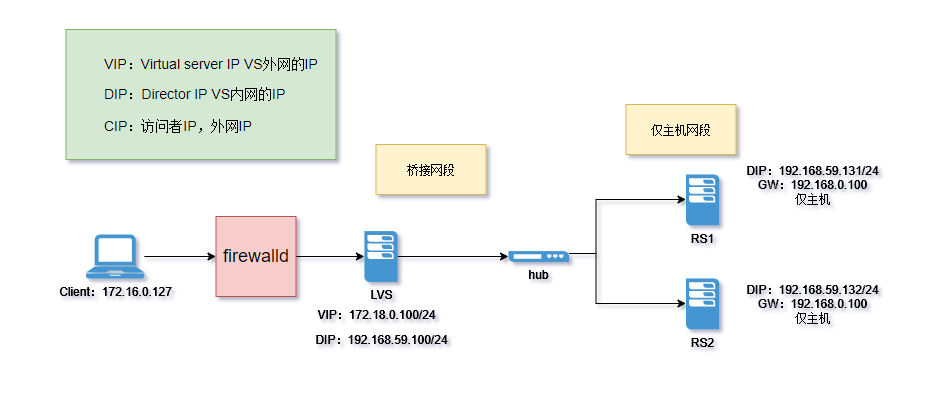 VIP：Virtual server IP VS外网的IP
DIP：Director IP VS内网的IP
CIP：访问者IP，外网IP
桥接网段
仅主机网段
DIP：192.168.59.131/24
GW：192.168.0.100
仅主机
RS1
firewalld
Client：172.16.0.127
LVS
VIP：172.18.0.100/24
DIP：192.168.59.100/24
hub
DIP：192.168.59.132/24
GW：192.168.0.100
仅主机
RS2